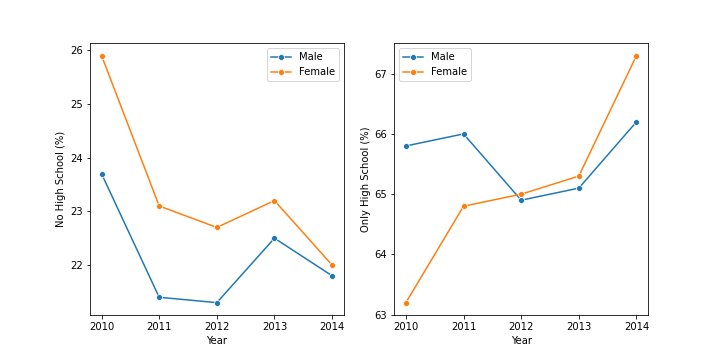 Male
Female
26
25
24
23
22
No High School (%)
2010 2011 2012 2013 2014
Year
Male
Female
67
66
65
64
63
Only High School (%)
2010 2011 2012 2013 2014
Year